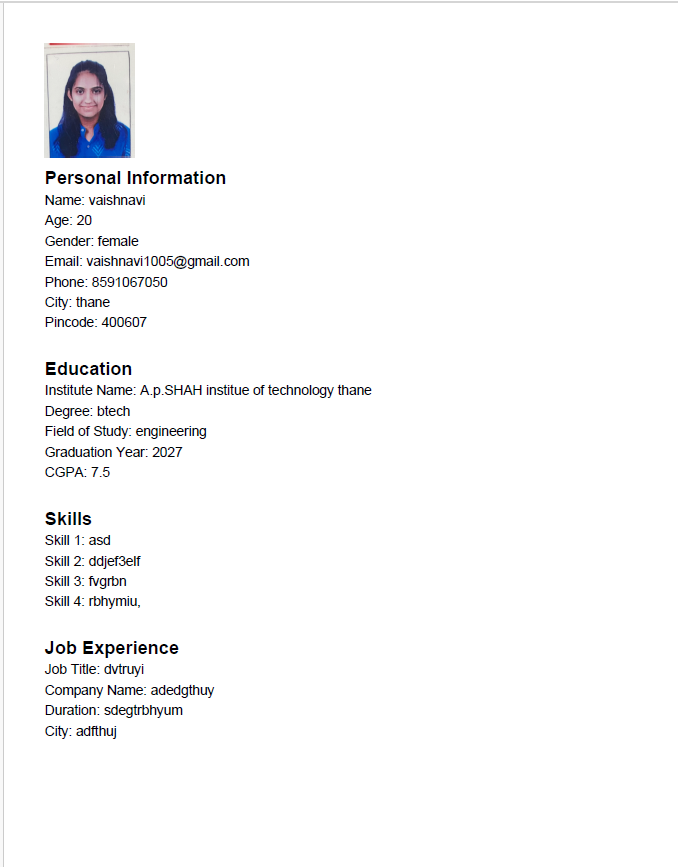 Personal Information
Name: vaishnavi
Age: 20
Gender: female
Email: vaishnavi1005@gmail.com
Phone: 8591067050
City: thane
Pincode: 400607
Education
Institute Name: A.p.SHAH institue of technology thane
Degree: btech
Field of Study: engineering
Graduation Year: 2027
CGPA: 7.5
Skills
Skill 1: asd
Skill 2: ddjef3elf
Skill 3: fvgrbn
Skill 4: rbhymiu,
Job Experience
Job Title: dvtruyi
Company Name: adedgthuy
Duration: sdegtrbhyum
City: adfthuj